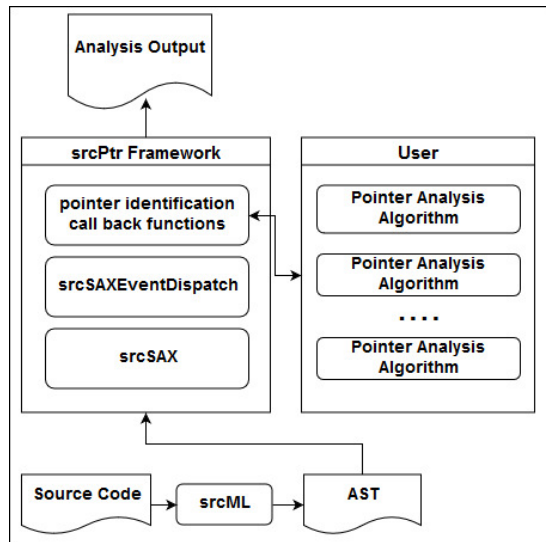 Analysis Output
srcPtr Framework
pointer identification
call back functions
srcSAXEventDispatch
srcSAX
User
Pointer Analysis
Algorithm
Pointer Analysis
Algorithm
....
Pointer Analysis
Algorithm
Source Code
srcML
AST